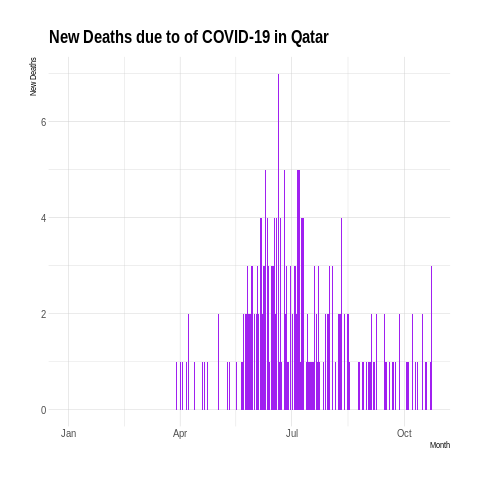 New Deaths due to of COVID-19 in Qatar
New Deaths
6
4
2
0
Jan Apr Jul Oct
Month